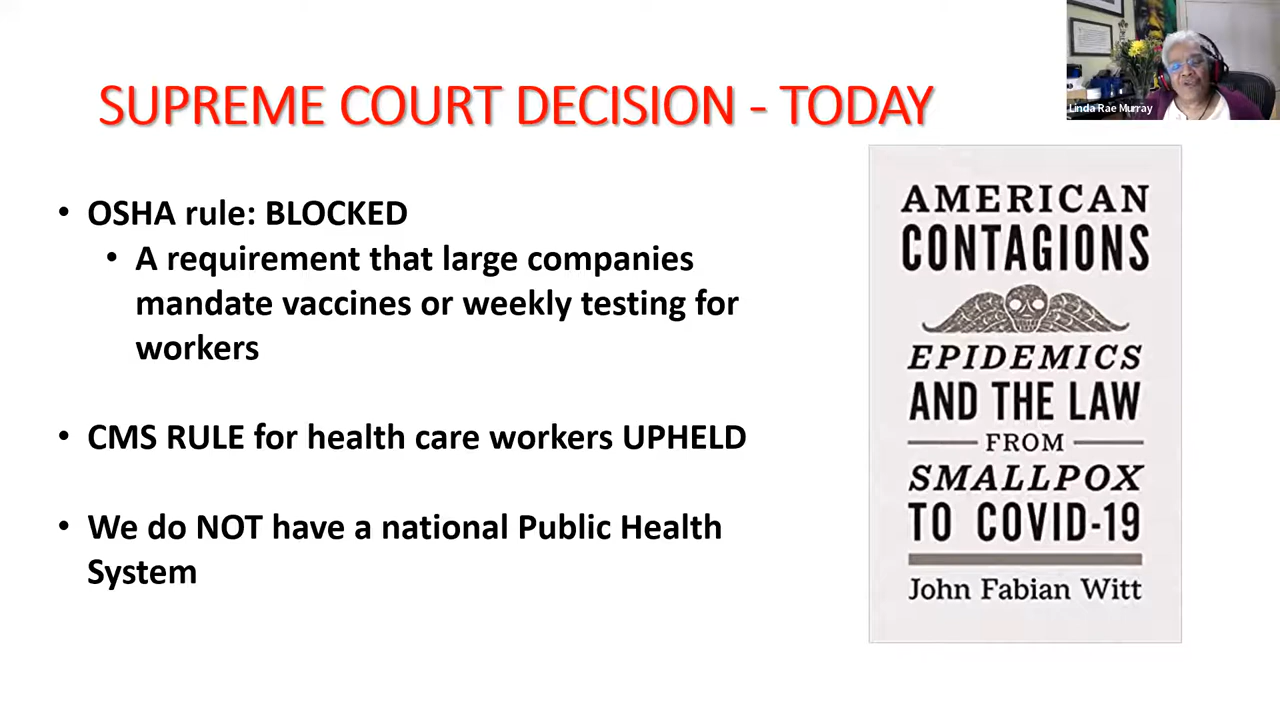 SUPREME COURT DECISION - TODAY
Linda Rae Murray
• OSHA rule: BLOCKED
• A requirement that large companies
mandate vaccines or weekly testing for
workers
• CMS RULE for health care workers UPHELD
• We do NOT have a national Public Health
System
AMERICAN
CONTAGIONS
EPIDEMICS
AND THE LAW
FROM
SMALLPOX
TO COVID-19
John Fabian Witt